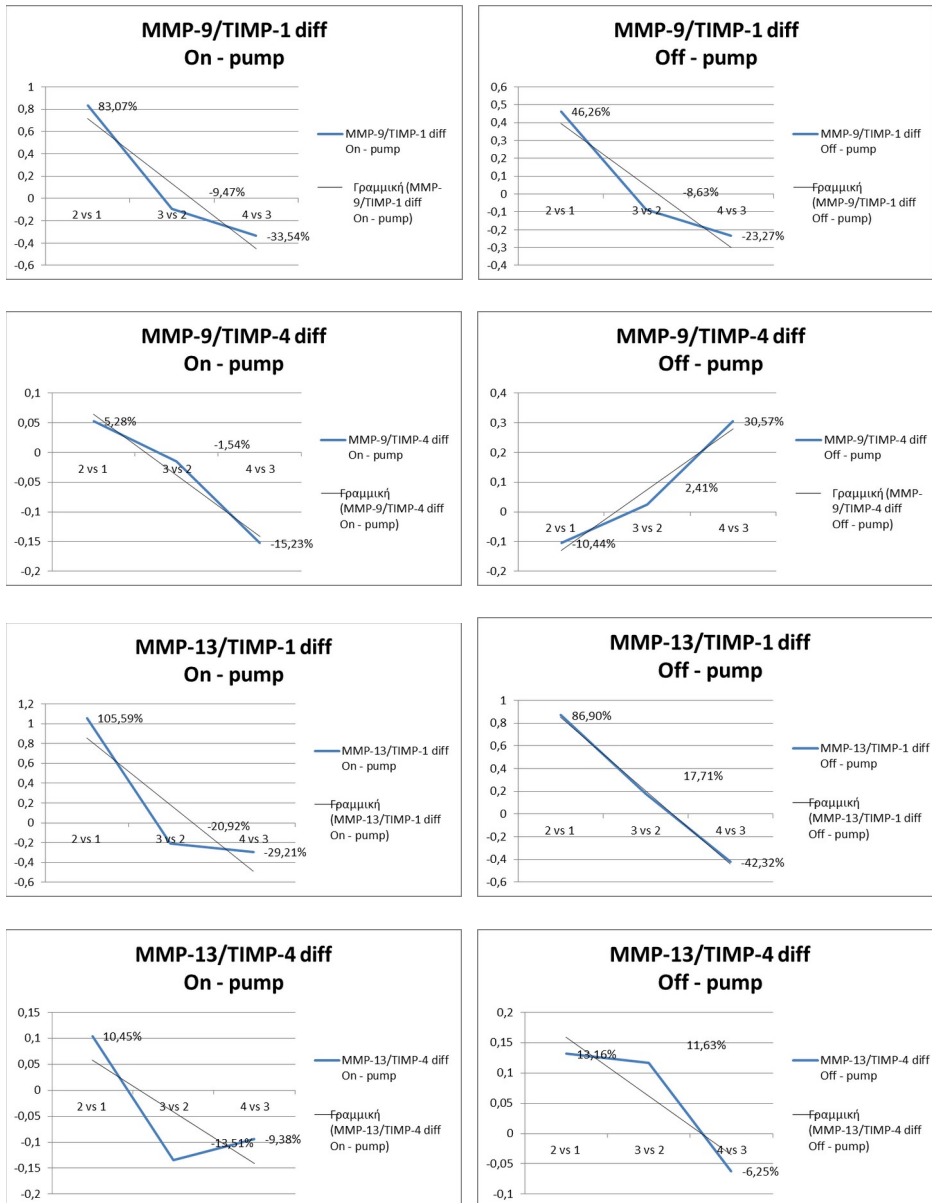 MMP-9/TIMP-1 diff
On - pump
1
0,8
0,6
0,4
0,2
0
-0,2
-0,4
-0,6
83,07%
-9,47%
-33,54%
2 vs 1
3 vs 2
4 vs 3
MMP-9/TIMP-1 diff
On - pump
Γραμμική (MMP-
9/TIMP-1 diff
On - pump)
MMP-9/TIMP-1 diff
Off - pump
0,6
0,5
0,4
0,3
0,2
0,1
0
-0,1
-0,2
-0,3
-0,4
46,26%
-8,63%
-23,27%
2 vs 1
3 vs 2
4 vs 3
MMP-9/TIMP-1 diff
Off - pump
Γραμμική
(MMP-9/TIMP-1 diff
Off - pump)
MMP-9/TIMP-4 diff
On - pump
0,1
0,05
0
-0,05
-0,1
-0,15
-0,2
5,28%
-1,54%
-15,23%
2 vs 1
3 vs 2
4 vs 3
MMP-9/TIMP-4 diff
On - pump
Γραμμική
(MMP-9/TIMP-4 diff
On - pump)
MMP-9/TIMP-4 diff
Off - pump
0,4
0,3
0,2
0,1
0
-0,1
-0,2
30,57%
2,41%
-10,44%
2 vs 1
3 vs 2
4 vs 3
MMP-9/TIMP-4 diff
Off - pump
Γραμμική (MMP-
9/TIMP-4 diff
Off - pump)
MMP-13/TIMP-1 diff
On - pump
1,2
1
0,8
0,6
0,4
0,2
0
-0,2
-0,4
-0,6
105,59%
-20,92%
-29,21%
2 vs 1
3 vs 2
4 vs 3
MMP-13/TIMP-1 diff
On - pump
Γραμμική
(MMP-13/TIMP-1 diff
On - pump)
MMP-13/TIMP-1 diff
Off - pump
1
0,8
0,6
0,4
0,2
0
-0,2
-0,4
-0,6
86,90%
17,71%
-42,32%
2 vs 1
3 vs 2
4 vs 3
MMP-13/TIMP-1 diff
Off - pump
Γραμμική
(MMP-13/TIMP-1 diff
Off - pump)
MMP-13/TIMP-4 diff
On - pump
0,15
0,1
0,05
0
-0,05
-0,1
-0,15
-0,2
10,45%
-13,51%
-9,38%
2 vs 1
3 vs 2
4 vs 3
MMP-13/TIMP-4 diff
On - pump
Γραμμική
(MMP-13/TIMP-4 diff
On - pump)
MMP-13/TIMP-4 diff
Off - pump
0,2
0,15
0,1
0,05
0
-0,05
-0,1
13,16%
11,63%
-6,25%
2 vs 1
3 vs 2
4 vs 3
MMP-13/TIMP-4 diff
Off - pump
Γραμμική
(MMP-13/TIMP-4 diff
Off - pump)